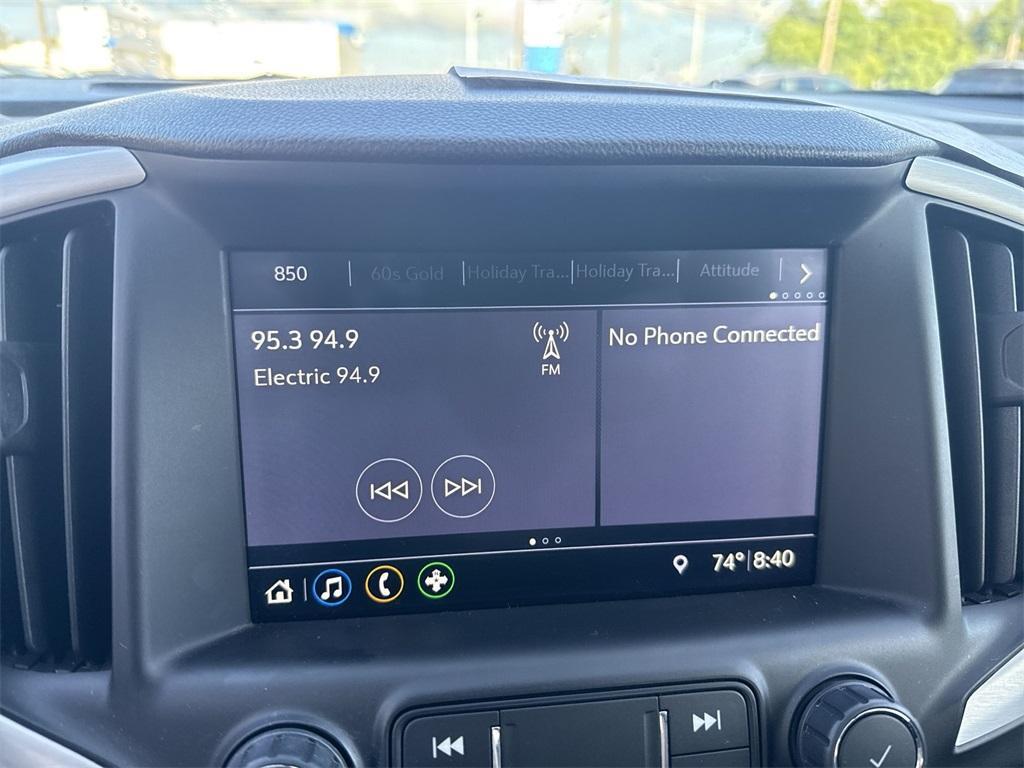 850 60s Gold Holiday Tra... Holiday Tra... Attitude
95.3 94.9
Electric 94.9
FM
No Phone Connected
74° 8:40